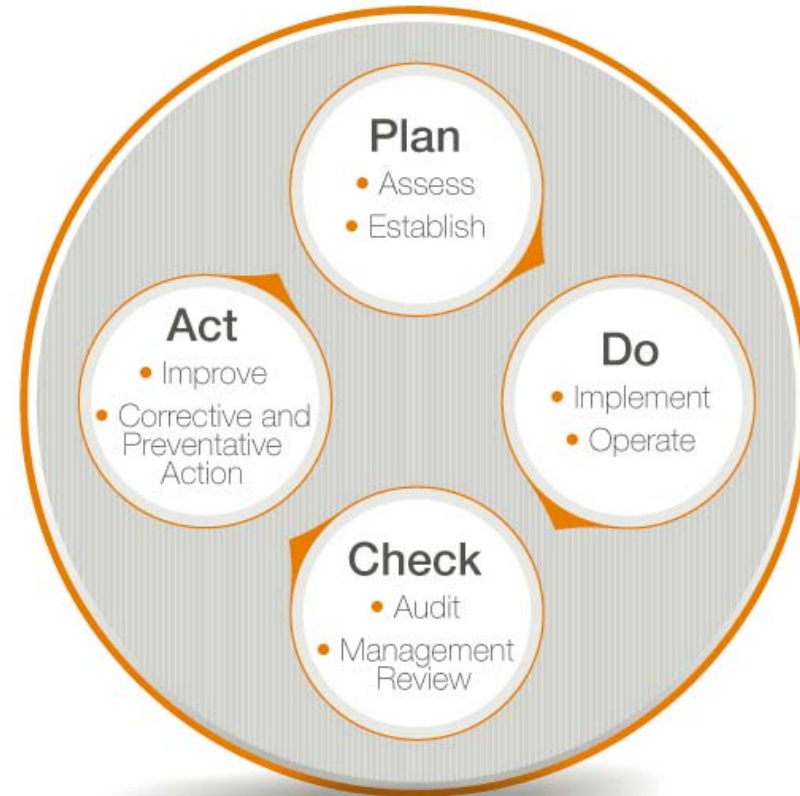 Plan
• Assess
• Establish
Do
• Implement
• Operate
Check
• Audit
• Management
Review
Act
• Improve
• Corrective and
Preventative
Action